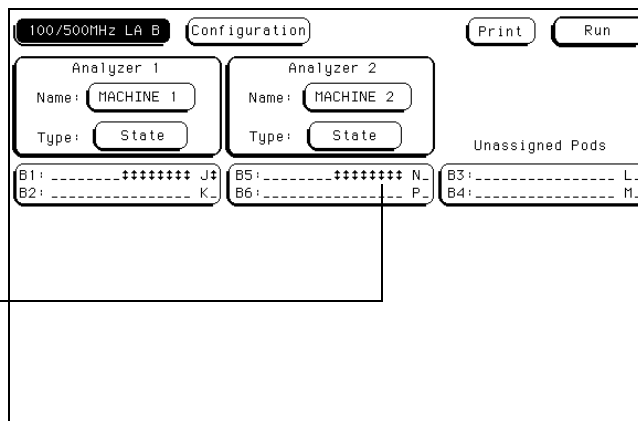 100/500MHz LA B Configuration Print Run
Analyzer 1 Analyzer 2
Name: MACHINE 1 Name: MACHINE 2
Type: State Type: State
Unassigned Pods
B1:________↕↕↕↕↕↕↕↕ J↕ B5:________↕↕↕↕↕↕↕↕ N_ B3:________________ L_
B2:________________ K_ B6:________________ P_ B4:________________ M_